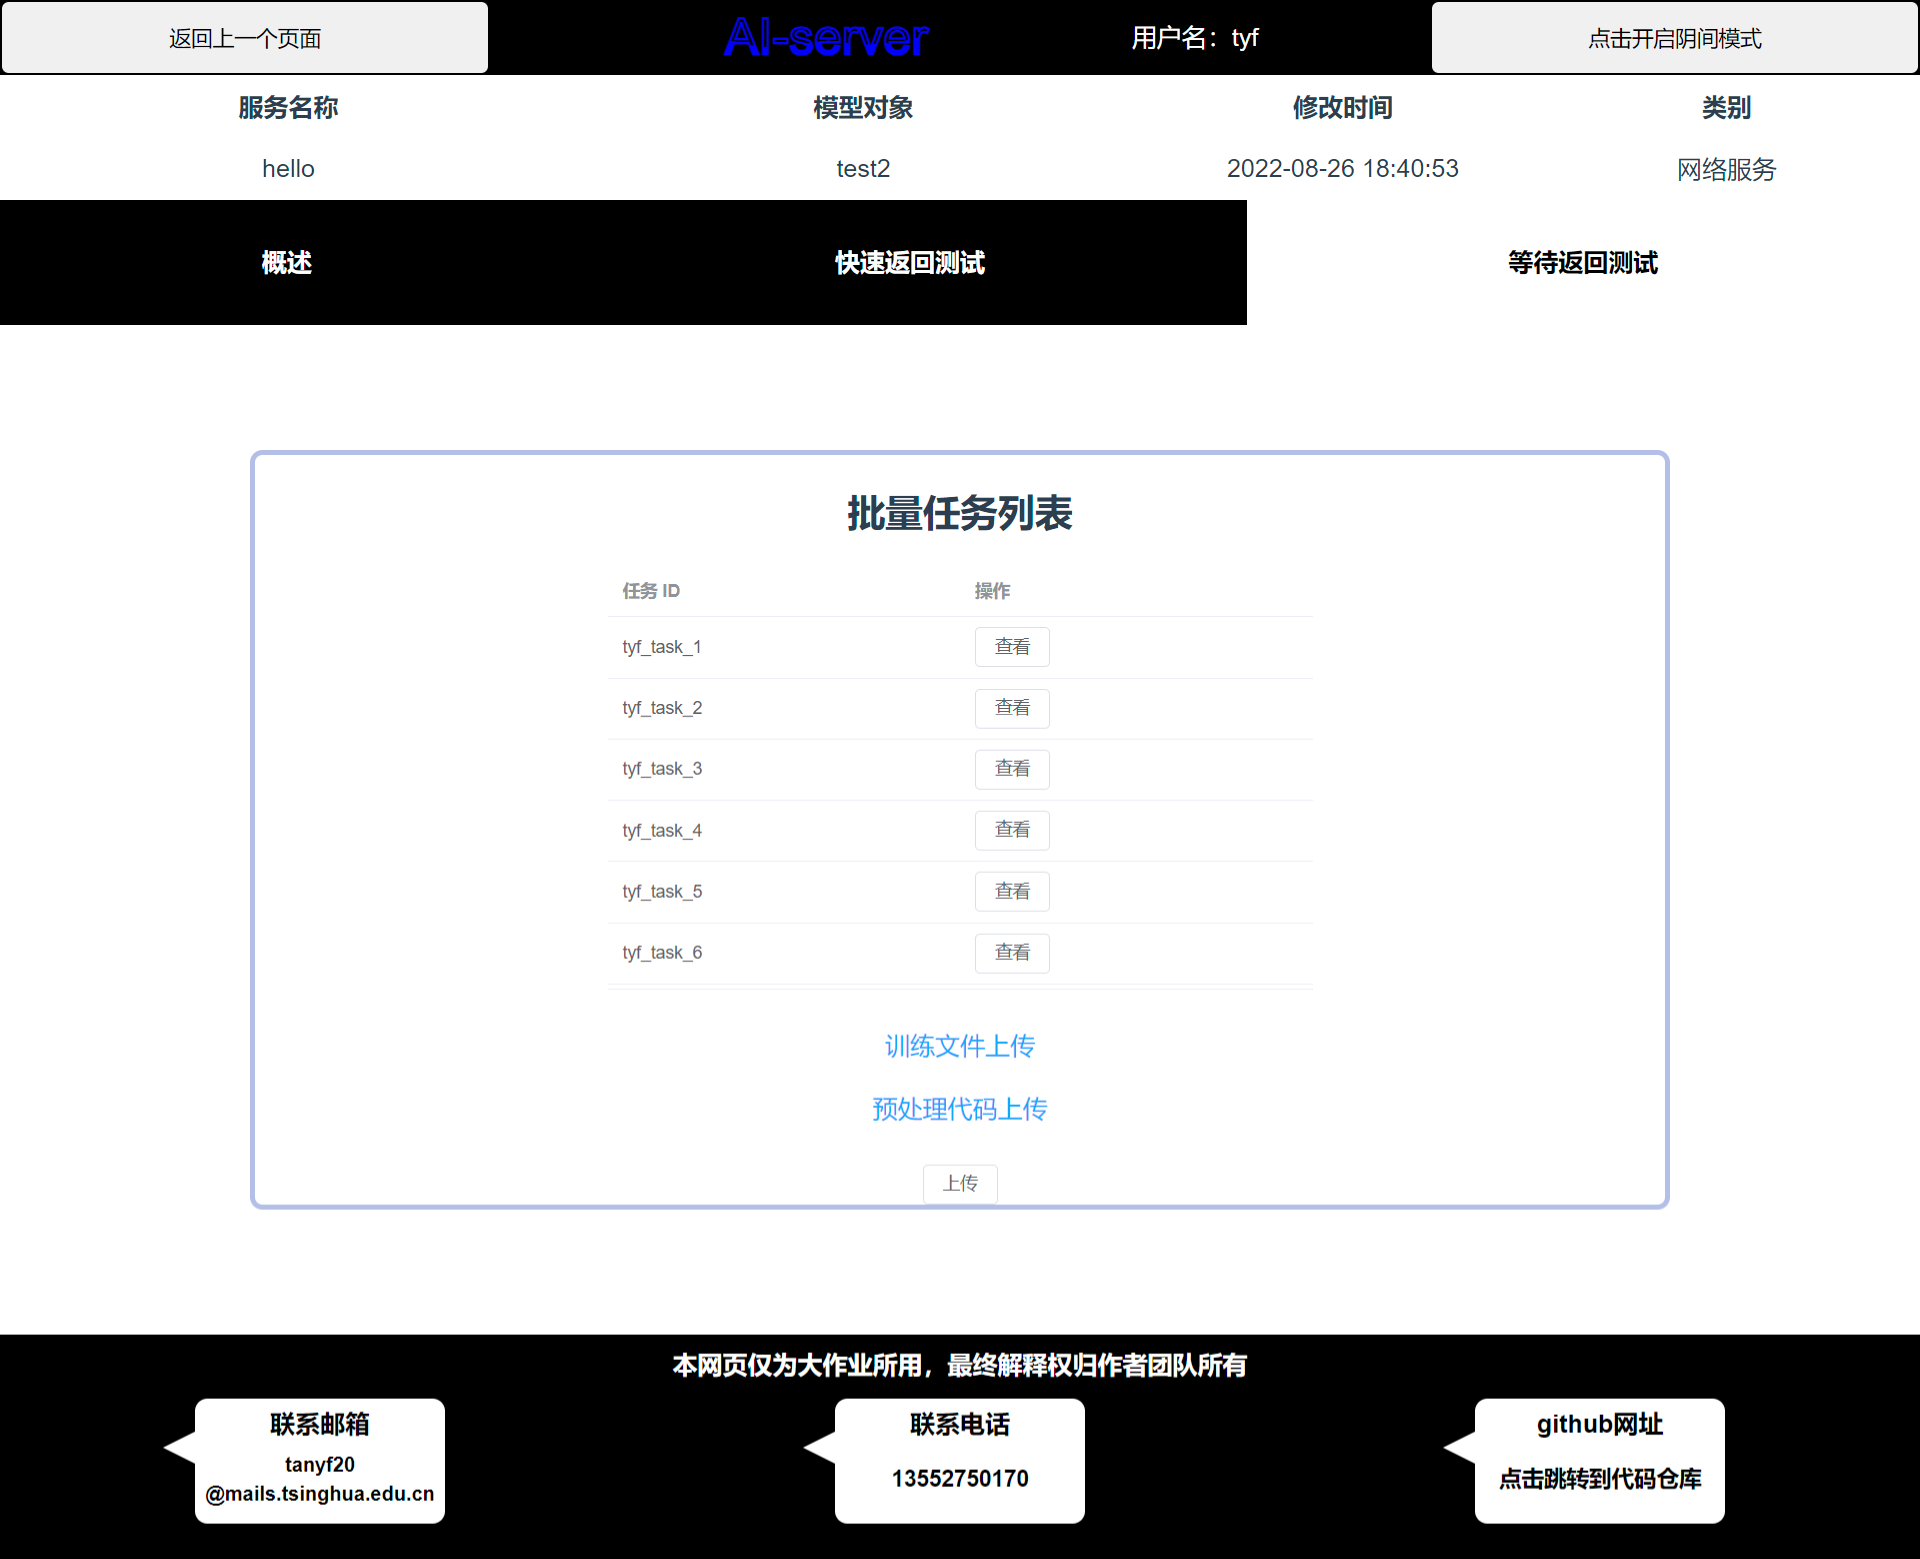 返回上一个页面
AI-server
用户名：tyf
点击开启阴间模式
服务名称 模型对象 修改时间 类别
hello test2 2022-08-26 18:40:53 网络服务
概述 快速返回测试 等待返回测试
批量任务列表
任务 ID 操作
tyf_task_1 查看
tyf_task_2 查看
tyf_task_3 查看
tyf_task_4 查看
tyf_task_5 查看
tyf_task_6 查看
训练文件上传
预处理代码上传
上传
本网页仅为大作业所用，最终解释权归作者团队所有
联系邮箱
tanyf20
@mails.tsinghua.edu.cn
联系电话
13552750170
github网址
点击跳转到代码仓库